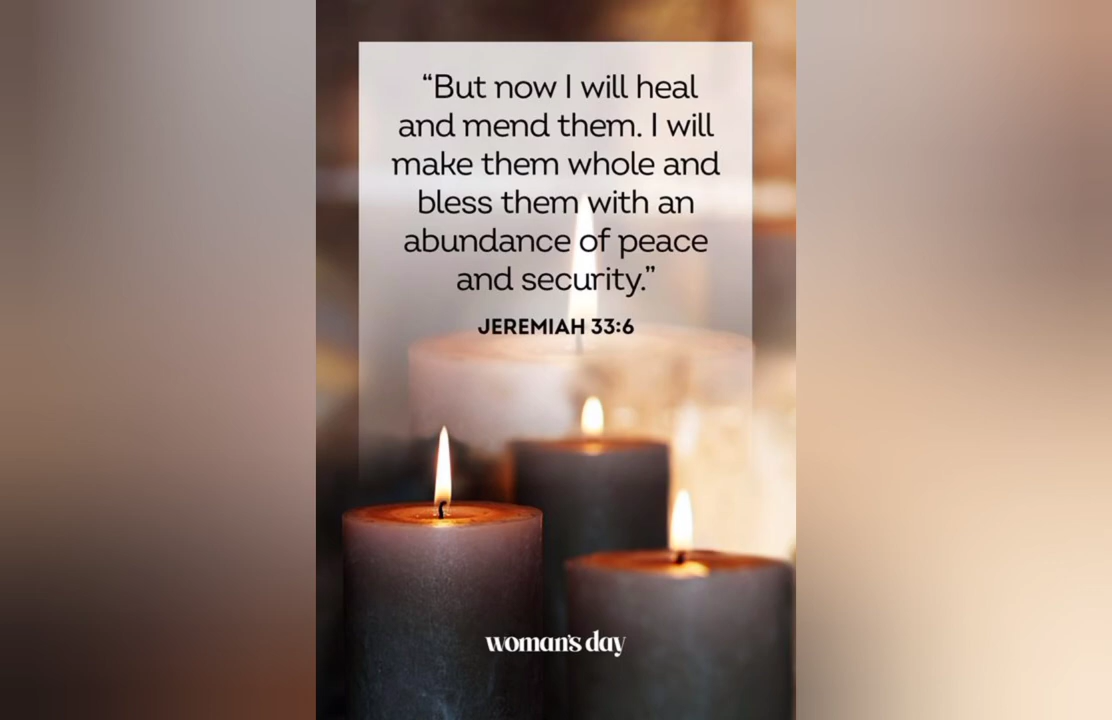 “But now I will heal
and mend them. I will
make them whole and
bless them with an
abundance of peace
and security.”
JEREMIAH 33:6
woman's day